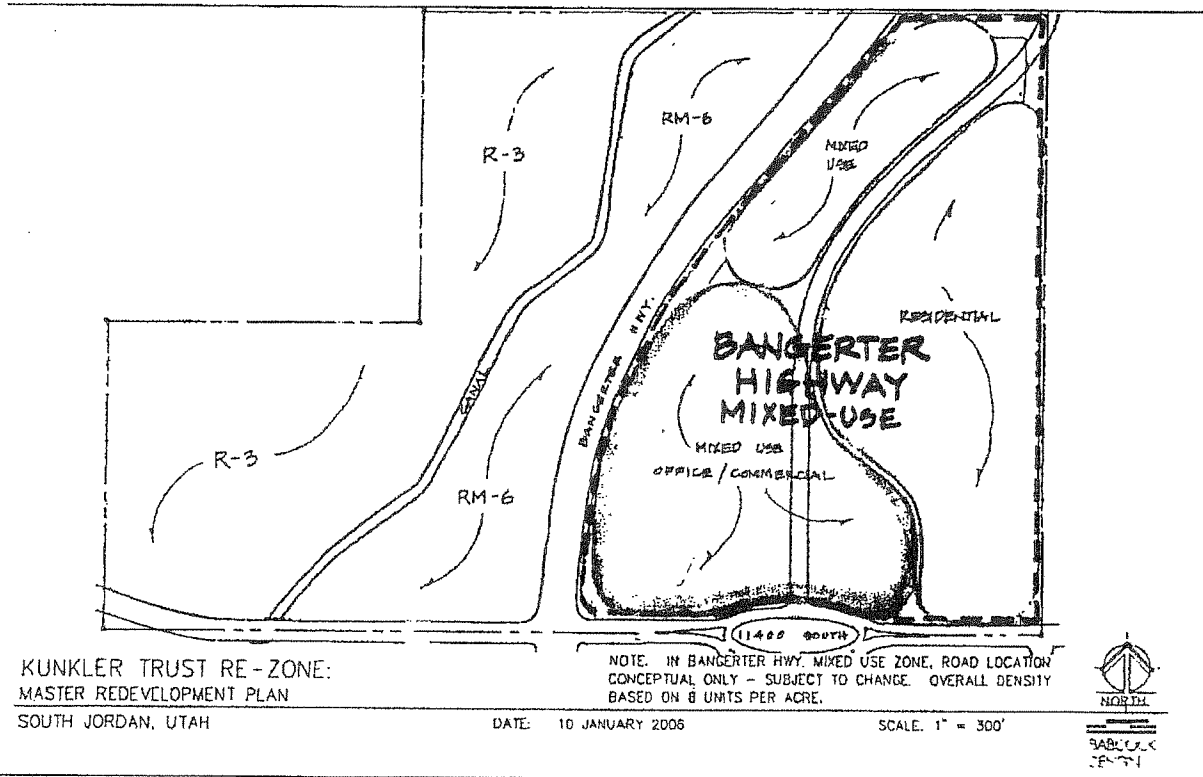 R-3
RM-6
MIXED
USE
RESIDENTIAL
BANGERTER HWY.
BANGERTER
HIGHWAY
MIXED-USE
MIXED USE
OFFICE / COMMERCIAL
CANAL
R-3
RM-6
11400 SOUTH
KUNKLER TRUST RE-ZONE:
MASTER REDEVELOPMENT PLAN
SOUTH JORDAN, UTAH
NOTE. IN BANGERTER HWY. MIXED USE ZONE, ROAD LOCATION
CONCEPTUAL ONLY - SUBJECT TO CHANGE. OVERALL DENSITY
BASED ON 8 UNITS PER ACRE.
DATE: 10 JANUARY 2006
SCALE. 1" = 300'
NORTH
BABCOCK